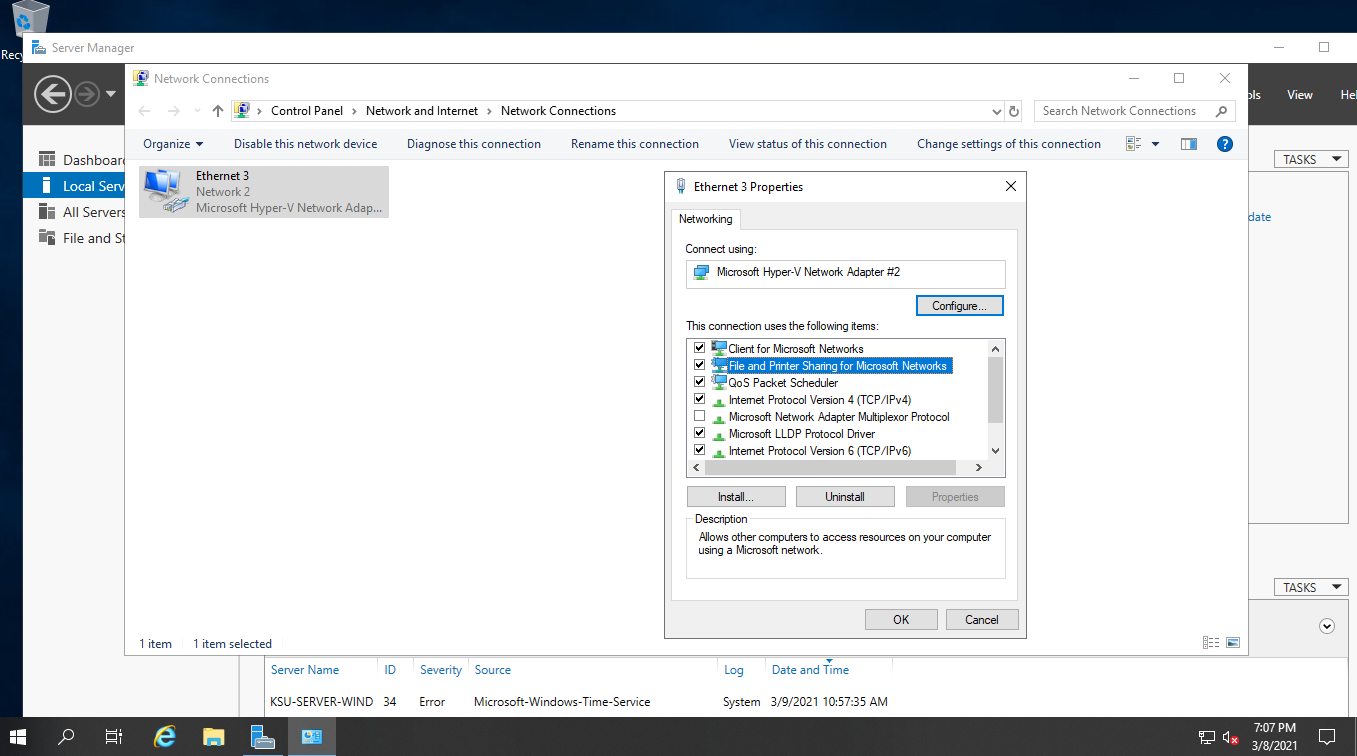 Recy
Server Manager
Network Connections
Control Panel > Network and Internet > Network Connections
Search Network Connections
ols
View
Hel
Organize
Disable this network device
Diagnose this connection
Rename this connection
View status of this connection
Change settings of this connection
Dashboard
Local Serv
All Servers
File and St
Ethernet 3
Network 2
Microsoft Hyper-V Network Adap...
TASKS
date
Ethernet 3 Properties
Networking
Connect using:
Microsoft Hyper-V Network Adapter #2
Configure...
This connection uses the following items:
Client for Microsoft Networks
File and Printer Sharing for Microsoft Networks
QoS Packet Scheduler
Internet Protocol Version 4 (TCP/IPv4)
Microsoft Network Adapter Multiplexor Protocol
Microsoft LLDP Protocol Driver
Internet Protocol Version 6 (TCP/IPv6)
Install...
Uninstall
Properties
Description
Allows other computers to access resources on your computer
using a Microsoft network.
OK
Cancel
TASKS
1 item
1 item selected
Server Name
ID
Severity
Source
Log
Date and Time
KSU-SERVER-WIND
34
Error
Microsoft-Windows-Time-Service
System
3/9/2021 10:57:35 AM
7:07 PM
3/8/2021